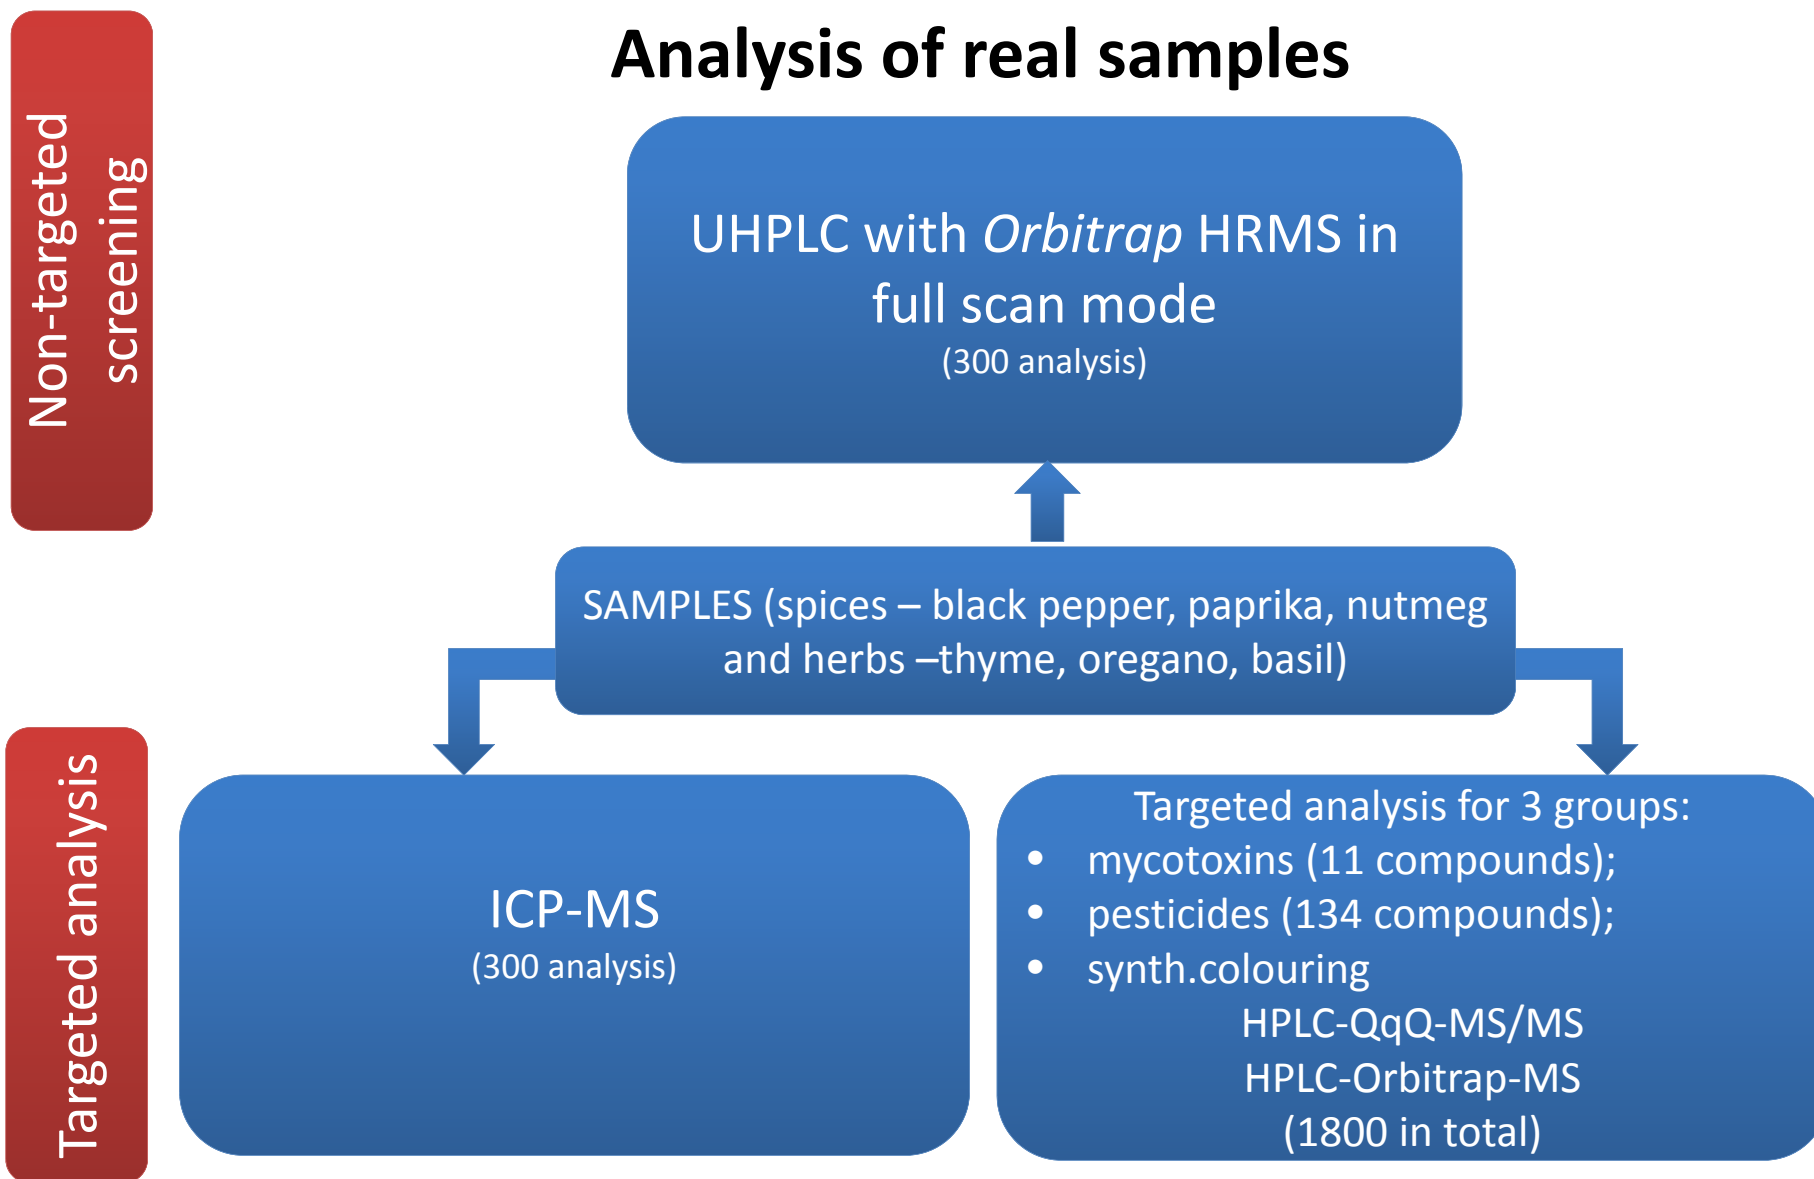 Analysis of real samples
Non-targeted
screening
UHPLC with Orbitrap HRMS in
full scan mode
(300 analysis)
SAMPLES (spices – black pepper, paprika, nutmeg
and herbs –thyme, oregano, basil)
Targeted analysis
ICP-MS
(300 analysis)
Targeted analysis for 3 groups:
• mycotoxins (11 compounds);
• pesticides (134 compounds);
• synth.colouring
HPLC-QqQ-MS/MS
HPLC-Orbitrap-MS
(1800 in total)